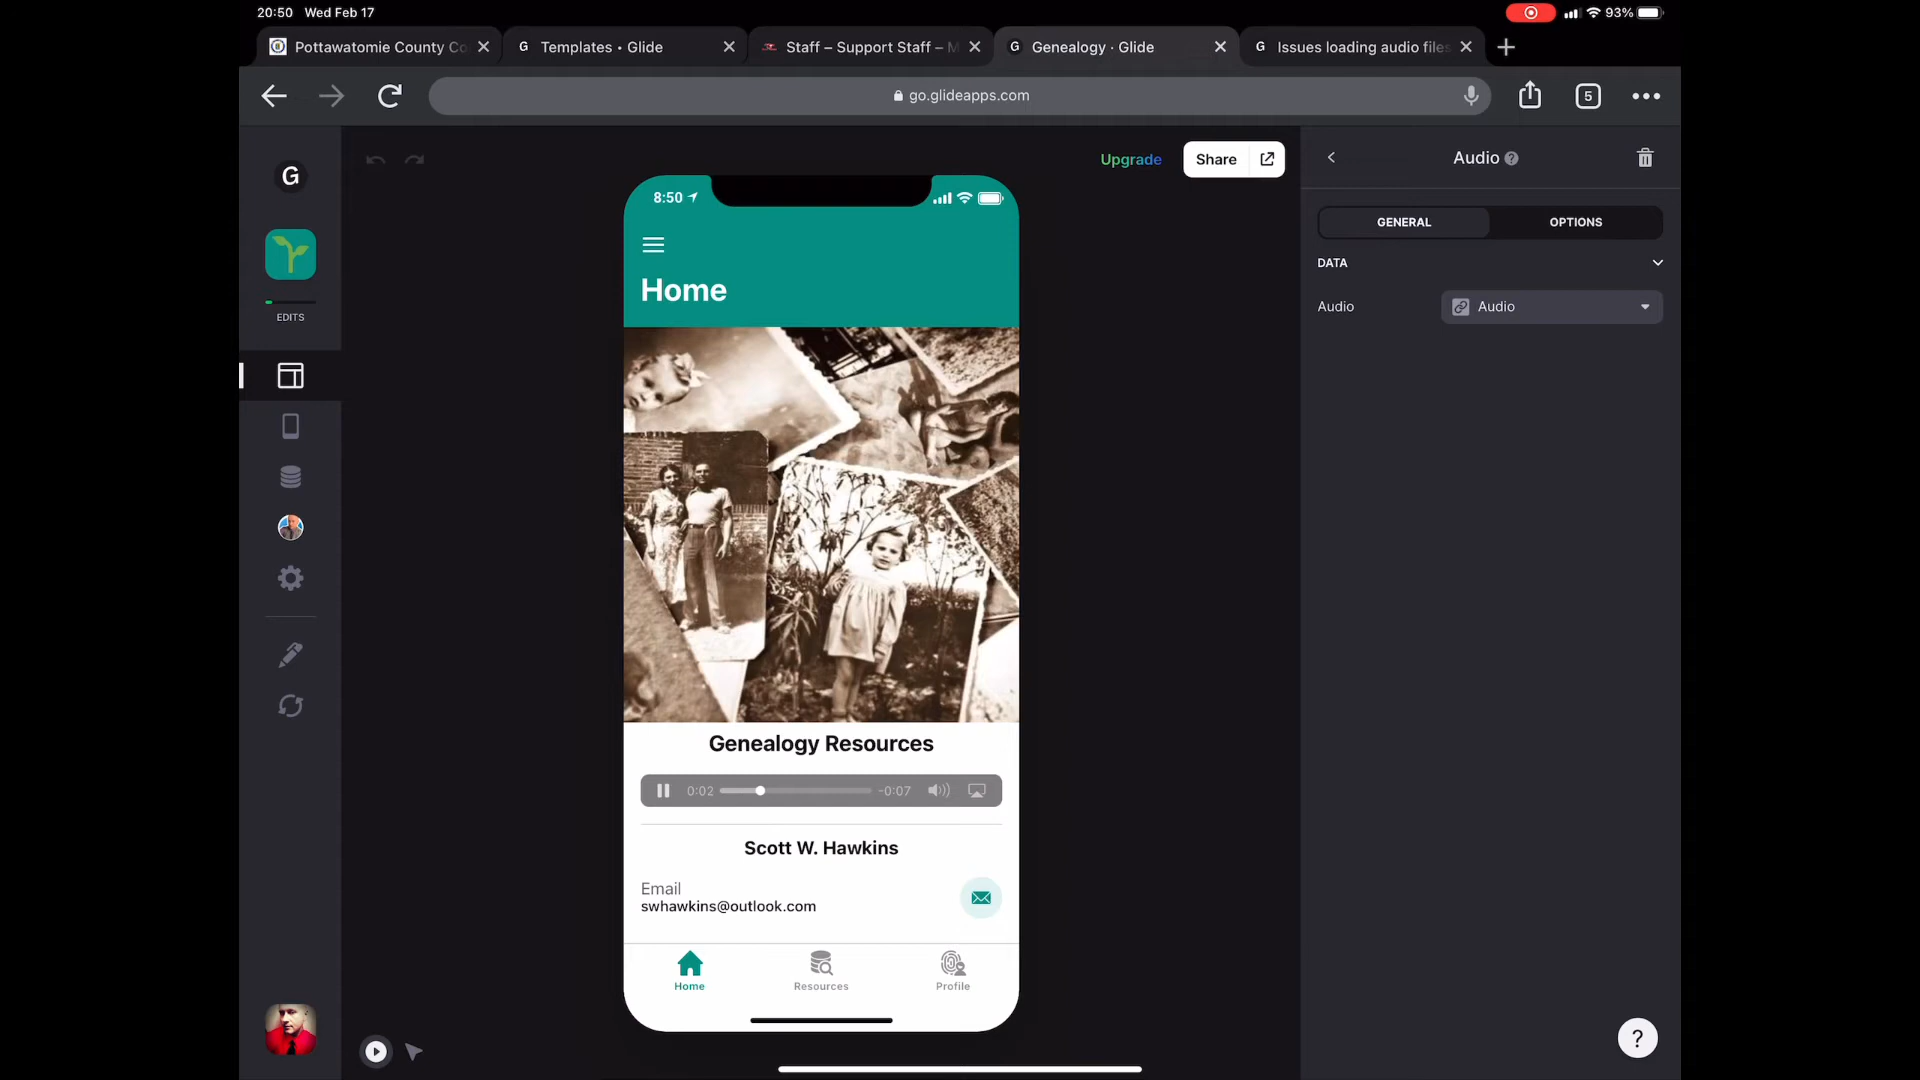 20:50 Wed Feb 17
93%
Pottawatomie County Co
G Templates • Glide
Staff – Support Staff – M
G Genealogy · Glide
G Issues loading audio files
go.glideapps.com
5
G
EDITS
Upgrade
Share
Audio ?
GENERAL
OPTIONS
DATA
Audio
Audio
8:50
Home
Genealogy Resources
0:02
-0:07
Scott W. Hawkins
Email
swhawkins@outlook.com
Home
Resources
Profile
?